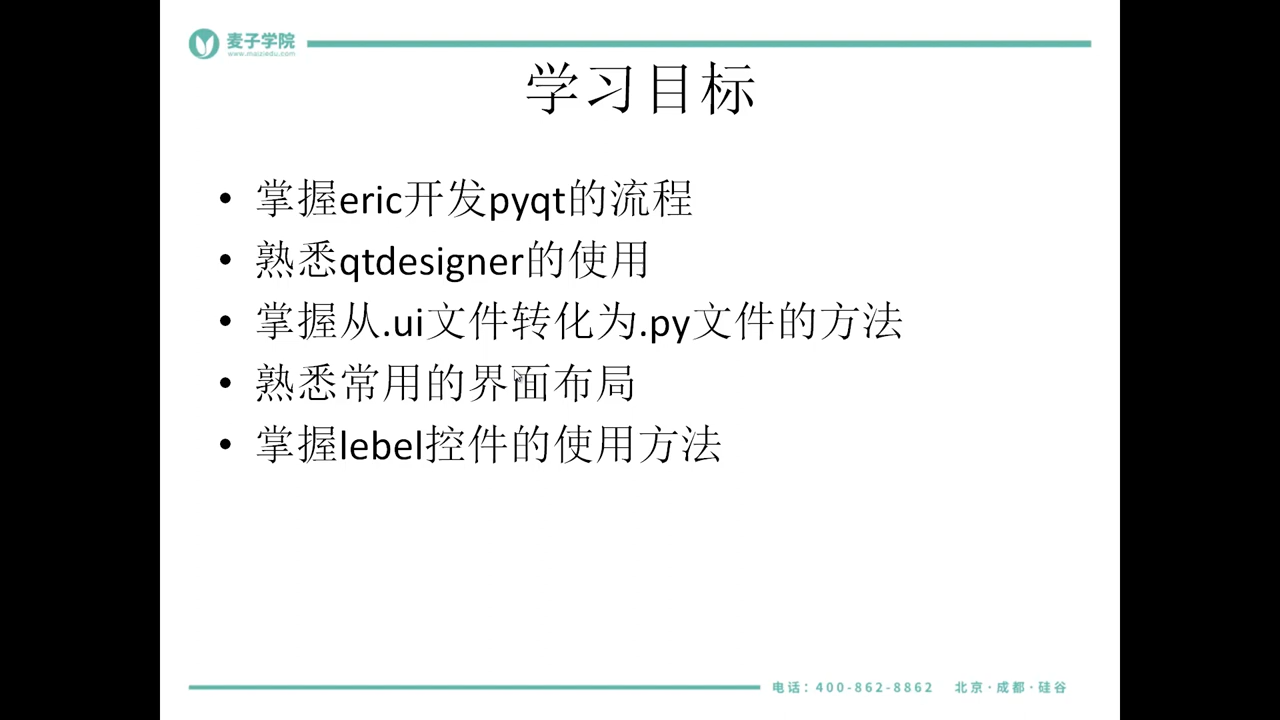 麦子学院
www.maiziedu.com
学习目标
• 掌握eric开发pyqt的流程
• 熟悉qtdesigner的使用
• 掌握从.ui文件转化为.py文件的方法
• 熟悉常用的界面布局
• 掌握lebel控件的使用方法
电话：400-862-8862 北京·成都·硅谷